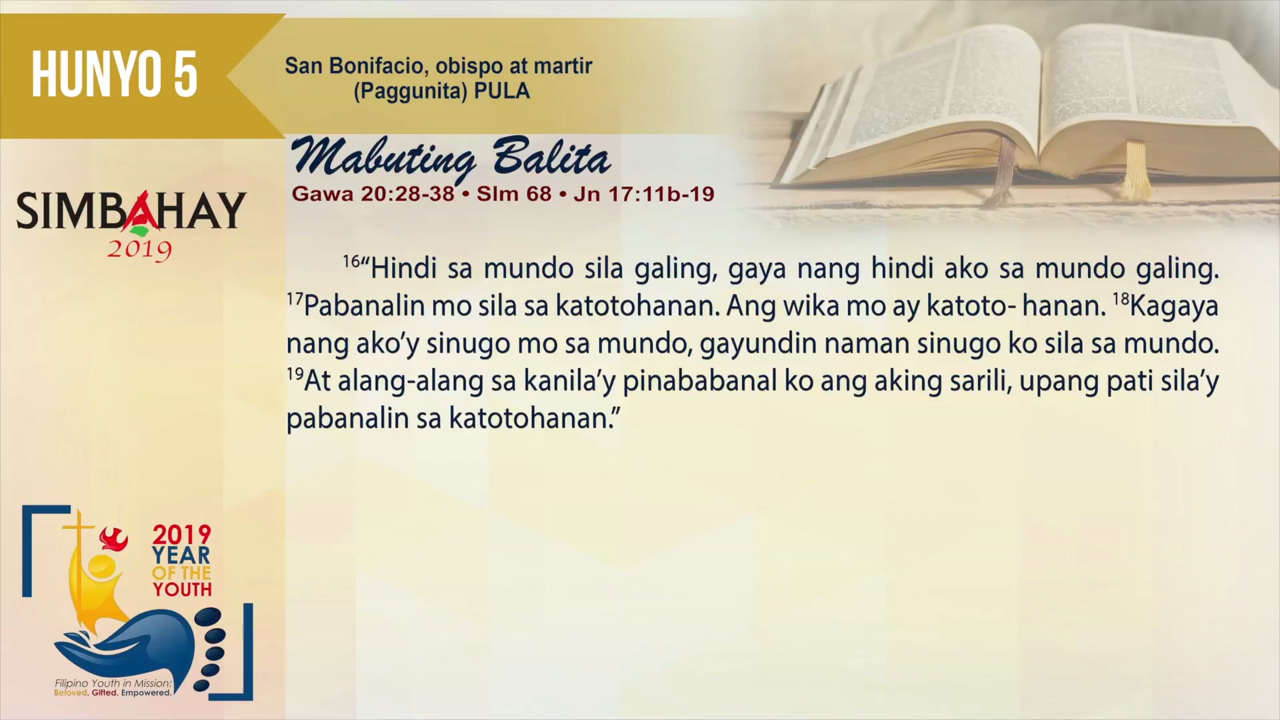 HUNYO 5
San Bonifacio, obispo at martir
(Paggunita) PULA
Mabuting Balita
Gawa 20:28-38 • Slm 68 • Jn 17:11b-19
SIMBAHAY
2019
16“Hindi sa mundo sila galing, gaya nang hindi ako sa mundo galing.
17Pabanalin mo sila sa katotohanan. Ang wika mo ay katoto- hanan. 18Kagaya
nang ako’y sinugo mo sa mundo, gayundin naman sinugo ko sila sa mundo.
19At alang-alang sa kanila’y pinababanal ko ang aking sarili, upang pati sila’y
pabanalin sa katotohanan.”
2019
YEAR
OF THE
YOUTH
Filipino Youth in Mission:
Beloved. Gifted. Empowered.